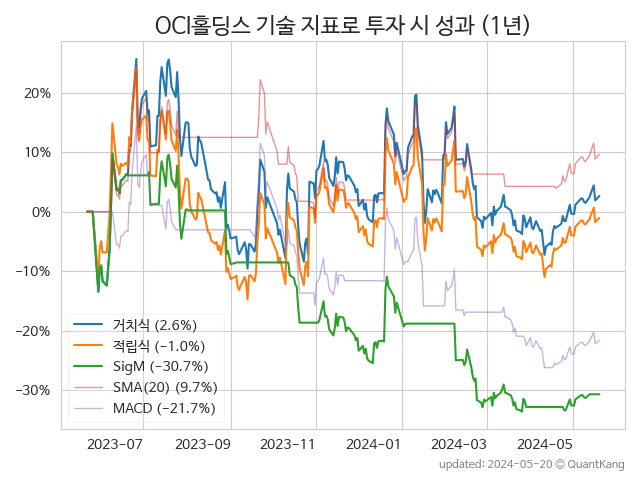 OCI홀딩스 기술 지표로 투자 시 성과 (1년)
20%
10%
0%
−10%
−20%
−30%
거치식 (2.6%)
적립식 (−1.0%)
SigM (−30.7%)
SMA(20) (9.7%)
MACD (−21.7%)
2023-07
2023-09
2023-11
2024-01
2024-03
2024-05
updated: 2024-05-20 © QuantKang